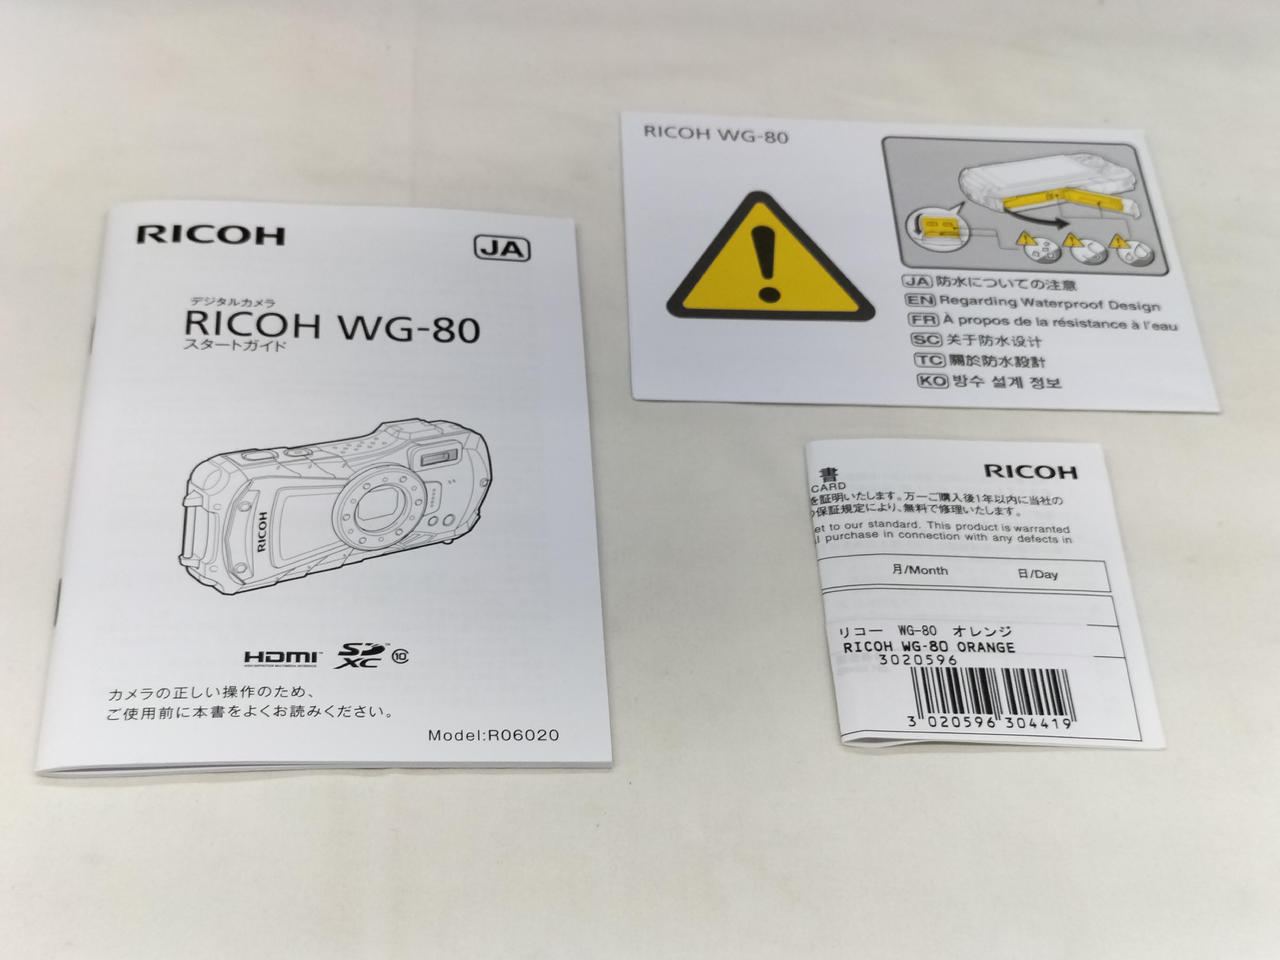 RICOH
JA
デジタルカメラ
RICOH WG-80
スタートガイド
RICOH
HDMI
SD XC 10
カメラの正しい操作のため、
ご使用前に本書をよくお読みください。
Model:R06020
RICOH WG-80
JA 防水についての注意
EN Regarding Waterproof Design
FR À propos de la résistance à l'eau
SC 关于防水设计
TC 關於防水設計
KO 방수 설계 정보
書
RICOH
CARD
を証明いたします。万一ご購入後1年以内に当社の
保証規定により、無料で修理いたします。
et to our standard. This product is warranted
purchase in connection with any defects in
月/Month 日/Day
リコー WG-80 オレンジ
RICOH WG-80 ORANGE
3020596
3 020596 304419